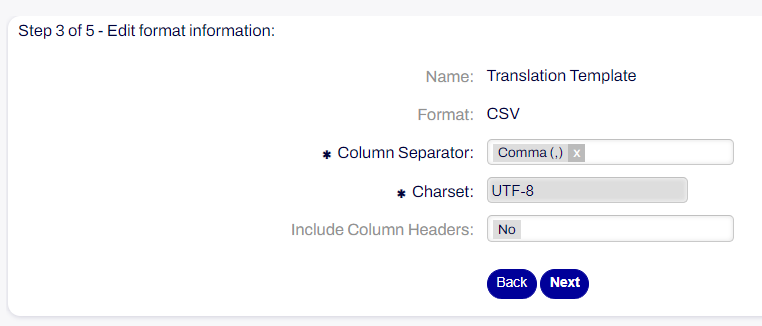 Step 3 of 5 - Edit format information:
Name: Translation Template
Format: CSV
✱ Column Separator: Comma (,) x
✱ Charset: UTF-8
Include Column Headers: No
Back Next